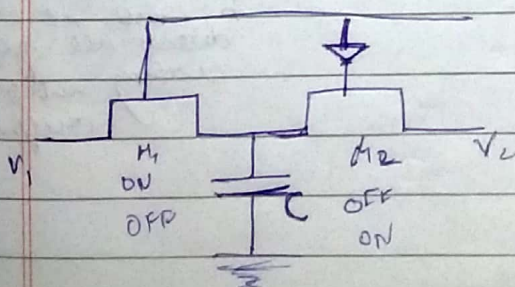 V₁ M₁ M₂ V₂
ON C OFF
OFF ON